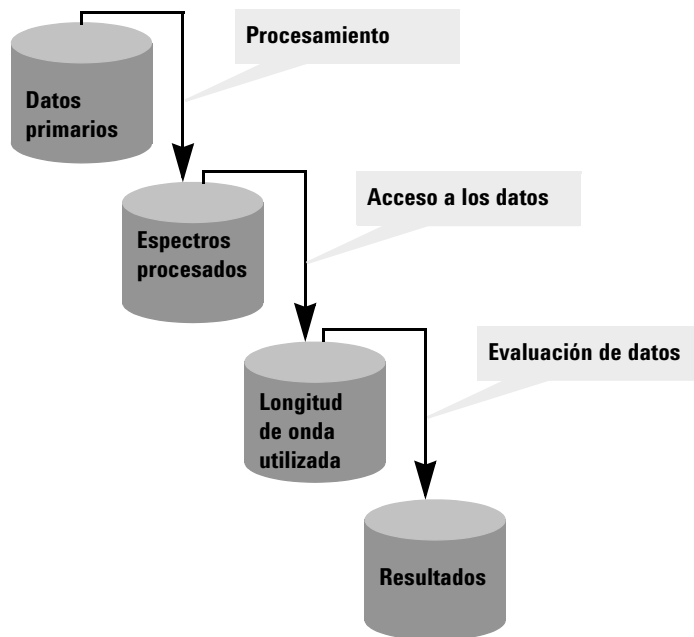 Procesamiento
Datos
primarios
Acceso a los datos
Espectros
procesados
Evaluación de datos
Longitud
de onda
utilizada
Resultados